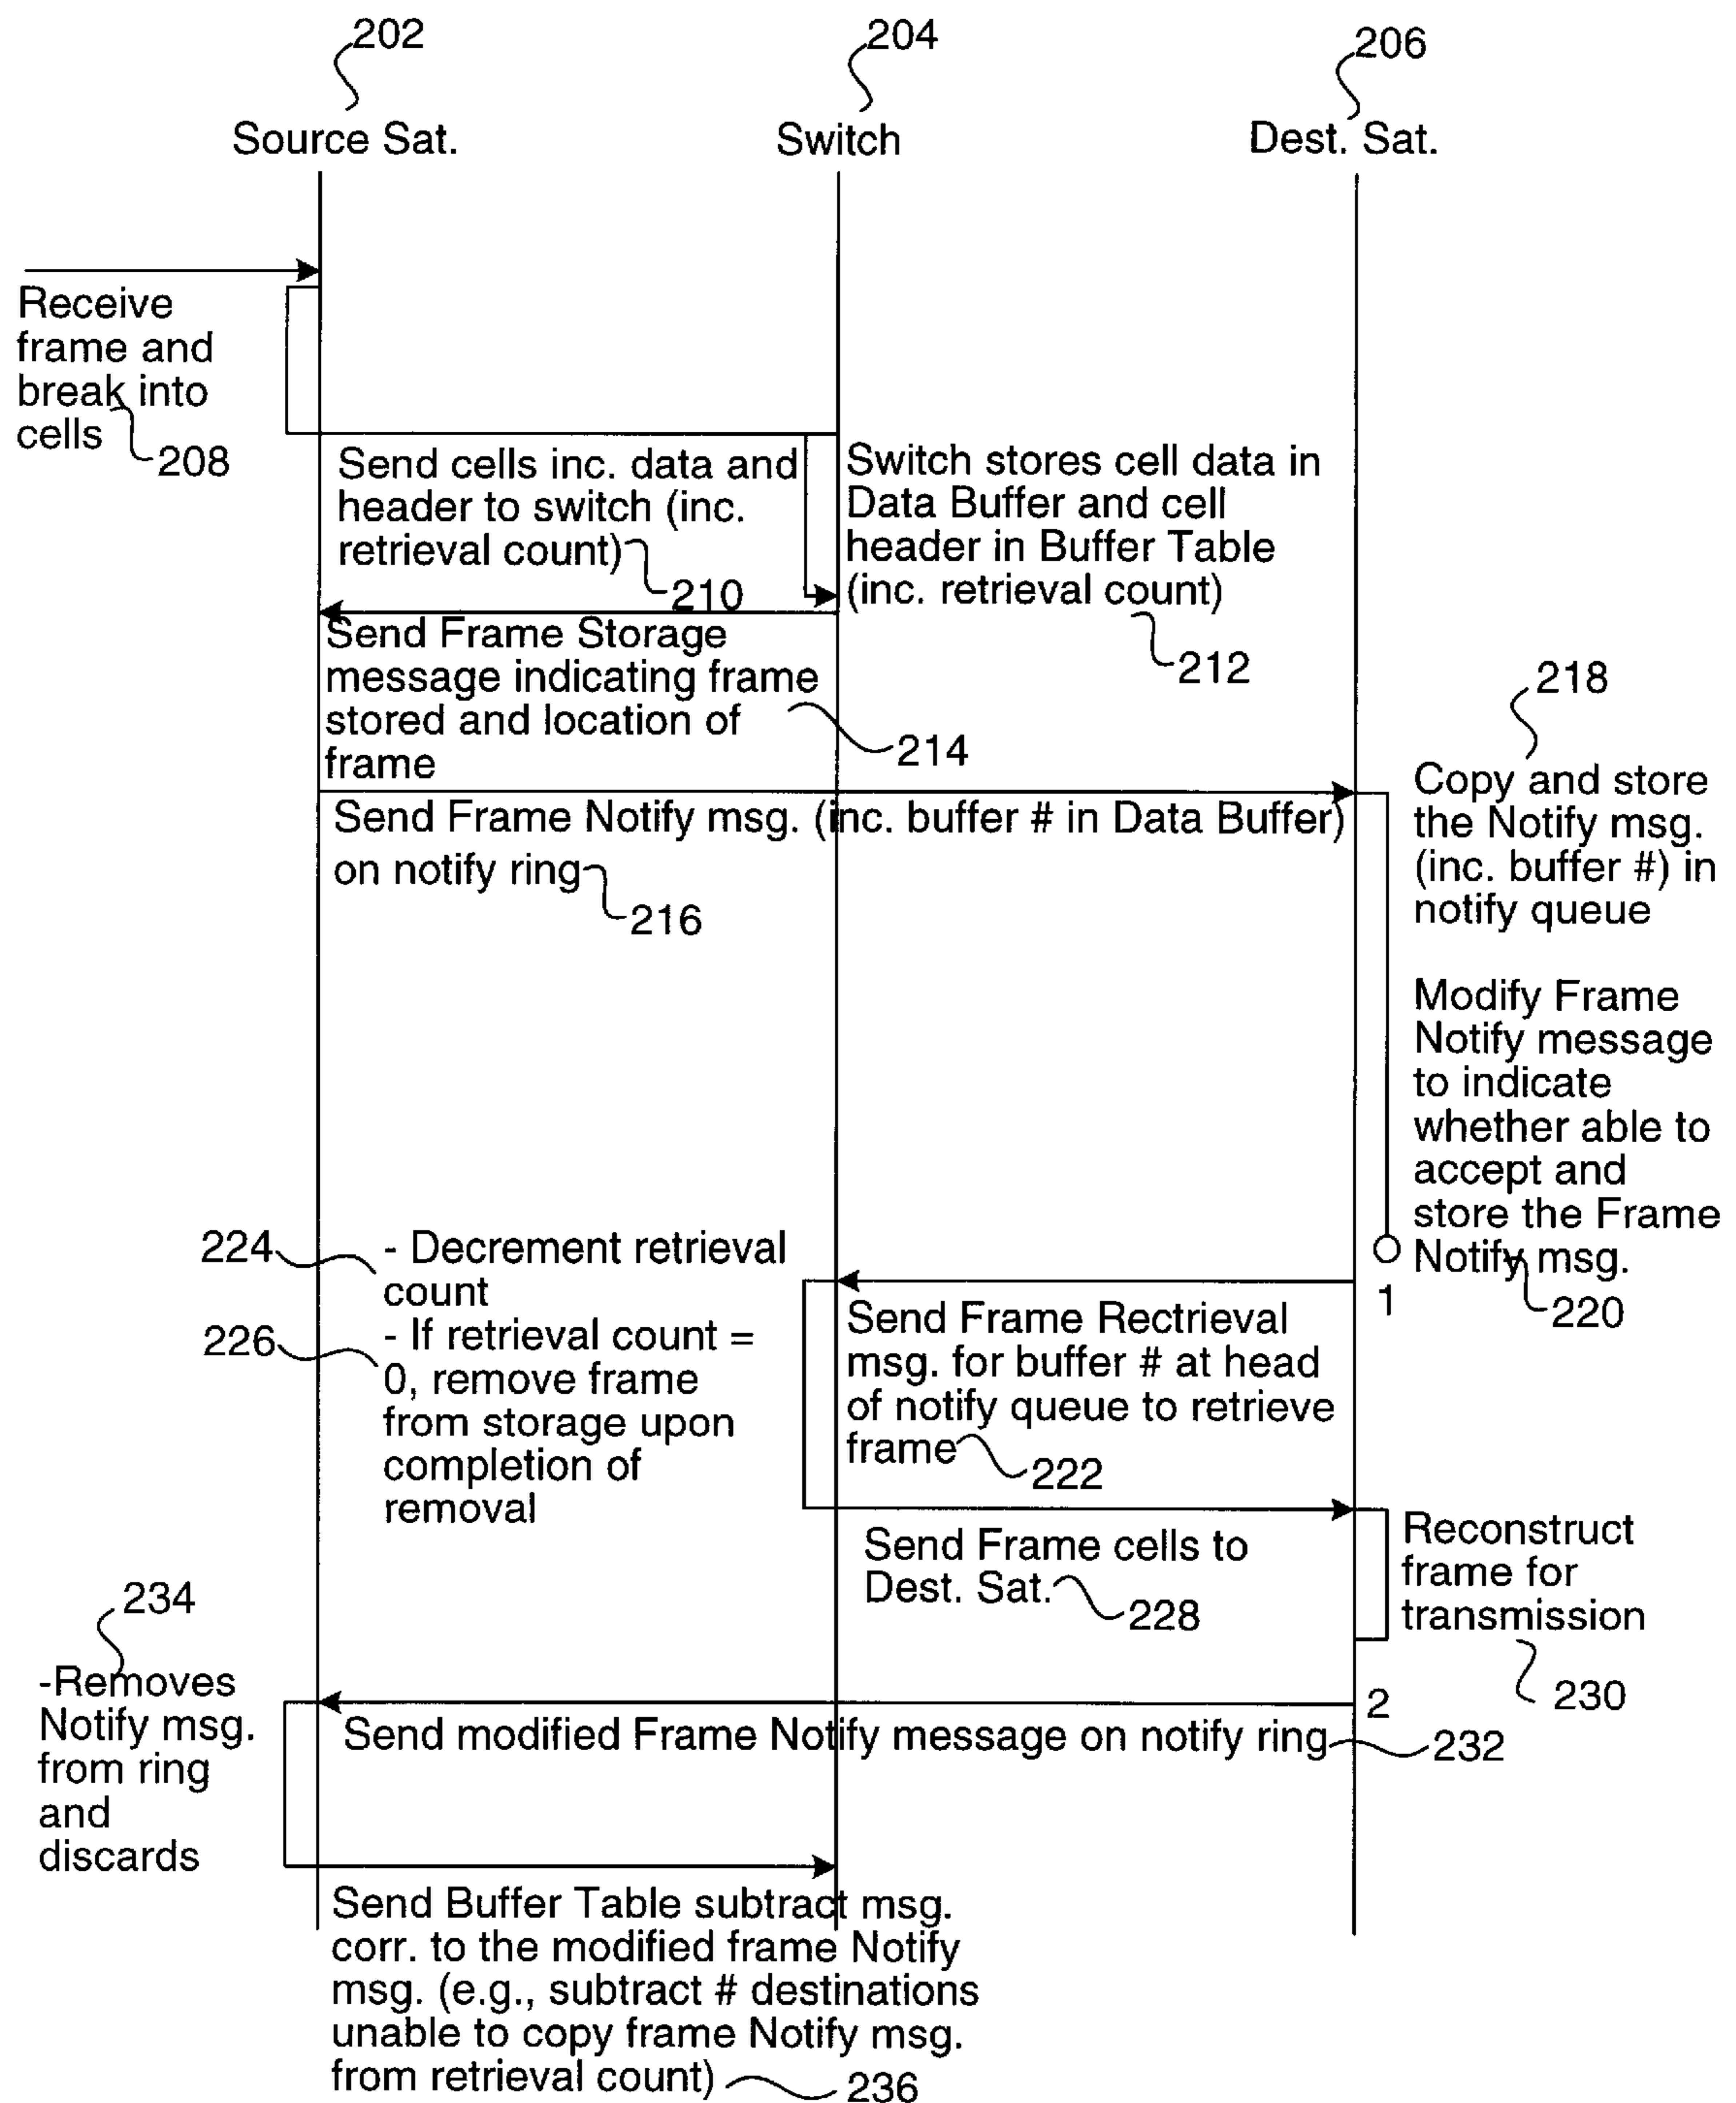 202
204
206
Source Sat.
Switch
Dest. Sat.
Receive
frame and
break into
cells
208
Send cells inc. data and
header to switch (inc.
retrieval count)
210
Switch stores cell data in
Data Buffer and cell
header in Buffer Table
(inc. retrieval count)
212
Send Frame Storage
message indicating frame
stored and location of
frame
214
Send Frame Notify msg. (inc. buffer # in Data Buffer)
on notify ring
216
218
Copy and store
the Notify msg.
(inc. buffer #) in
notify queue
Modify Frame
Notify message
to indicate
whether able to
accept and
store the Frame
Notify msg.
220
1
224
- Decrement retrieval
count
226
- If retrieval count =
0, remove frame
from storage upon
completion of
removal
Send Frame Rectrieval
msg. for buffer # at head
of notify queue to retrieve
frame
222
Send Frame cells to
Dest. Sat.
228
Reconstruct
frame for
transmission
230
234
-Removes
Notify msg.
from ring
and
discards
2
Send modified Frame Notify message on notify ring
232
Send Buffer Table subtract msg.
corr. to the modified frame Notify
msg. (e.g., subtract # destinations
unable to copy frame Notify msg.
from retrieval count)
236